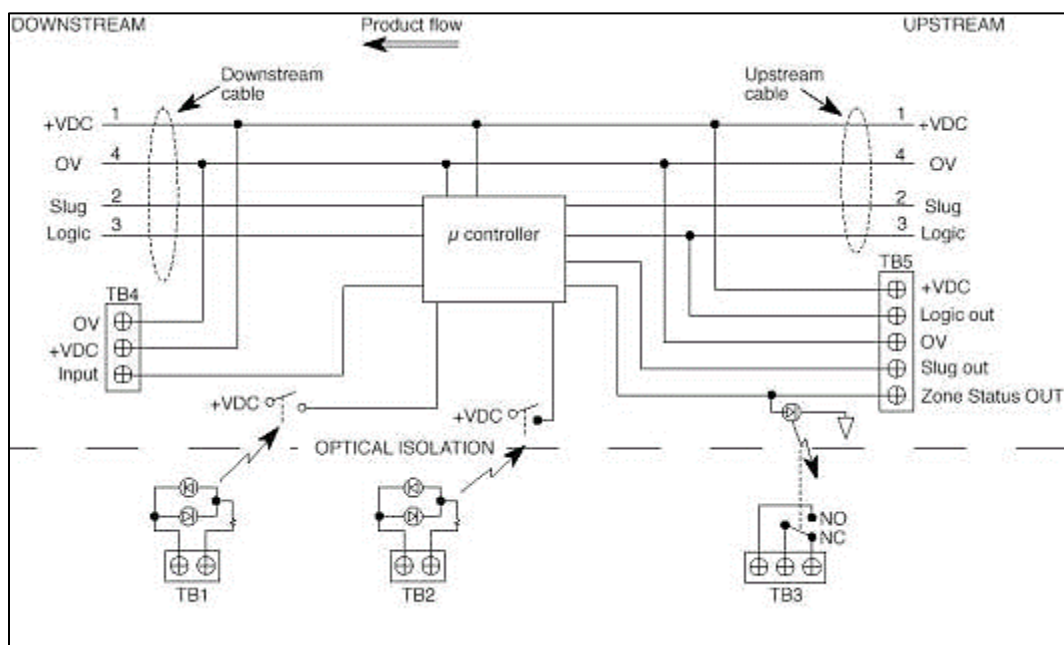 DOWNSTREAM
Product flow
UPSTREAM
Downstream
cable
Upstream
cable
+VDC 1
1 +VDC
OV 4
4 OV
Slug 2
2 Slug
Logic 3
3 Logic
µ controller
TB4
OV
+VDC
Input
TB5
+VDC
Logic out
OV
Slug out
Zone Status OUT
+VDC
+VDC
OPTICAL ISOLATION
TB1
TB2
NO
NC
TB3